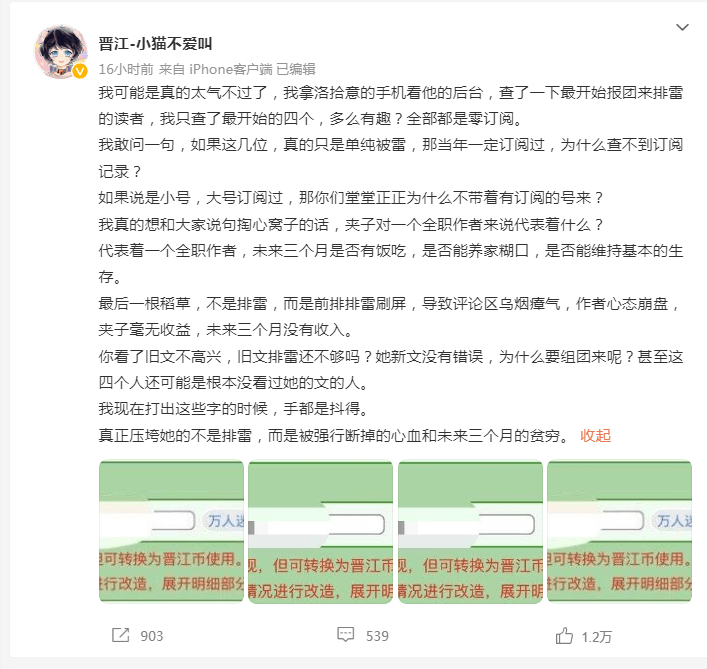 晋江-小猫不爱叫
16小时前 来自 iPhone客户端 已编辑
我可能是真的太气不过了，我拿洛拾意的手机看他的后台，查了一下最开始报团来排雷
的读者，我只查了最开始的四个，多么有趣？全部都是零订阅。
我敢问一句，如果这几位，真的只是单纯被雷，那当年一定订阅过，为什么查不到订阅
记录？
如果说是小号，大号订阅过，那你们堂堂正正为什么不带着有订阅的号来？
我真的想和大家说句掏心窝子的话，夹子对一个全职作者来说代表着什么？
代表着一个全职作者，未来三个月是否有饭吃，是否能养家糊口，是否能维持基本的生
存。
最后一根稻草，不是排雷，而是前排排雷刷屏，导致评论区乌烟瘴气，作者心态崩盘，
夹子毫无收益，未来三个月没有收入。
你看了旧文不高兴，旧文排雷还不够吗？她新文没有错误，为什么要组团来呢？甚至这
四个人还可能是根本没看过她的文的人。
我现在打出这些字的时候，手都是抖得。
真正压垮她的不是排雷，而是被强行断掉的心血和未来三个月的贫穷。 收起
万人迷
但可转换为晋江币使用。
进行改造，展开明细部分
现，但可转换为晋江币
情况进行改造，展开明
现，但可转换为晋江币
情况进行改造，展开明
万人迷
但可转换为晋江币使用。
进行改造，展开明细部分
903
539
1.2万